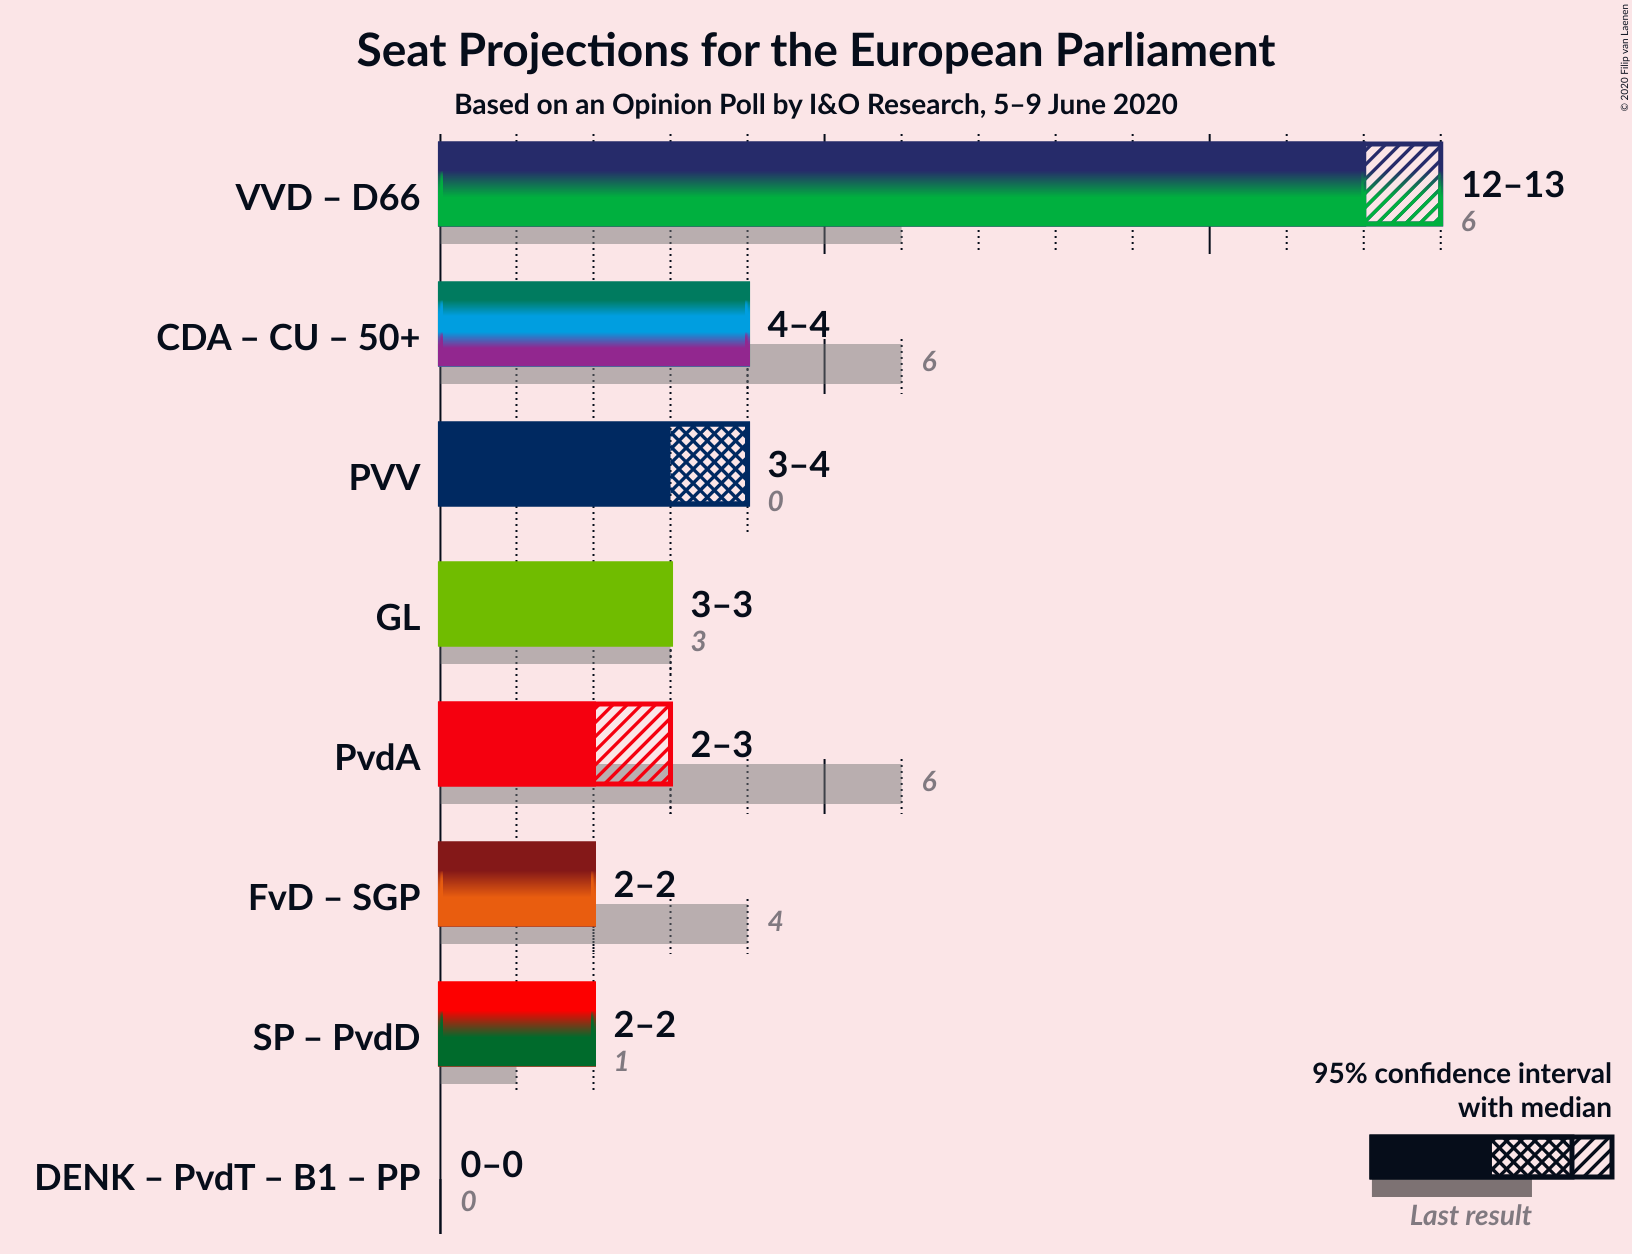 Seat Projections for the European Parliament
Based on an Opinion Poll by I&O Research, 5–9 June 2020
© 2020 Filip van Laenen
VVD – D66
12–13
6
CDA – CU – 50+
4–4
6
PVV
3–4
0
GL
3–3
3
PvdA
2–3
6
FvD – SGP
2–2
4
SP – PvdD
2–2
1
DENK – PvdT – B1 – PP
0–0
0
95% confidence interval
with median
Last result